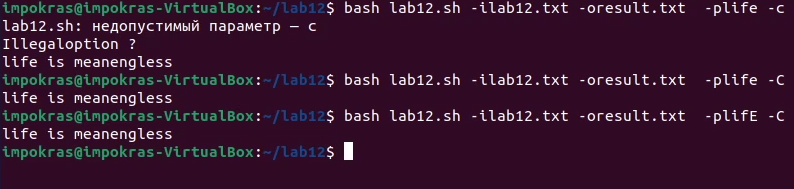 impokras@impokras-VirtualBox:~/lab12$ bash lab12.sh -ilab12.txt -oresult.txt  -plife -c
lab12.sh: недопустимый параметр — c
Illegaloption ?
life is meanengless
impokras@impokras-VirtualBox:~/lab12$ bash lab12.sh -ilab12.txt -oresult.txt  -plife -C
life is meanengless
impokras@impokras-VirtualBox:~/lab12$ bash lab12.sh -ilab12.txt -oresult.txt  -plifE -C
life is meanengless
impokras@impokras-VirtualBox:~/lab12$